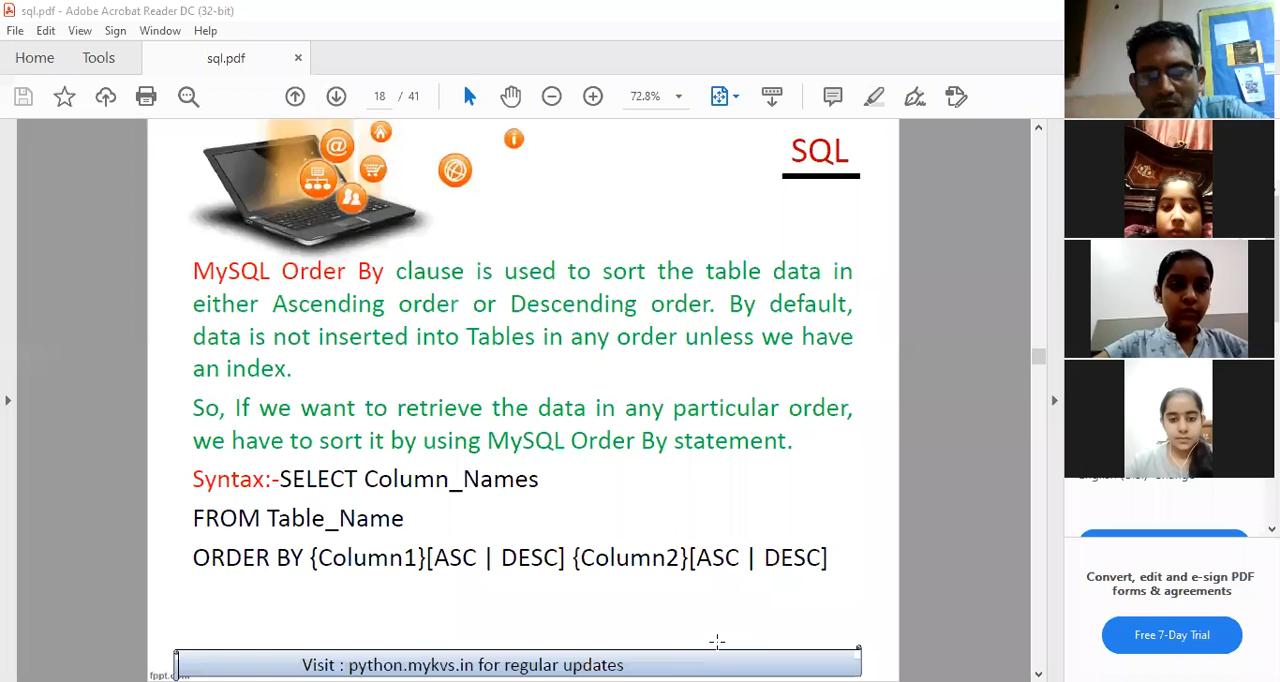 sql.pdf - Adobe Acrobat Reader DC (32-bit)
File Edit View Sign Window Help
Home Tools sql.pdf ×
18 / 41 72.8%
SQL
MySQL Order By clause is used to sort the table data in
either Ascending order or Descending order. By default,
data is not inserted into Tables in any order unless we have
an index.
So, If we want to retrieve the data in any particular order,
we have to sort it by using MySQL Order By statement.
Syntax:-SELECT Column_Names
FROM Table_Name
ORDER BY {Column1}[ASC | DESC] {Column2}[ASC | DESC]
Visit : python.mykvs.in for regular updates
Convert, edit and e-sign PDF
forms & agreements
Free 7-Day Trial